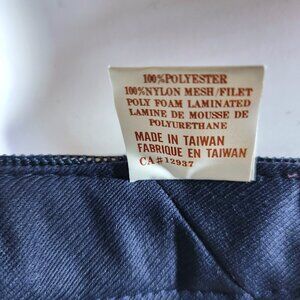 100% POLYESTER
100% NYLON MESH/FILET
POLY FOAM LAMINATED
LAMINE DE MOUSSE DE
POLYURETHANE
MADE IN TAIWAN
FABRIQUE EN TAIWAN
CA#12937